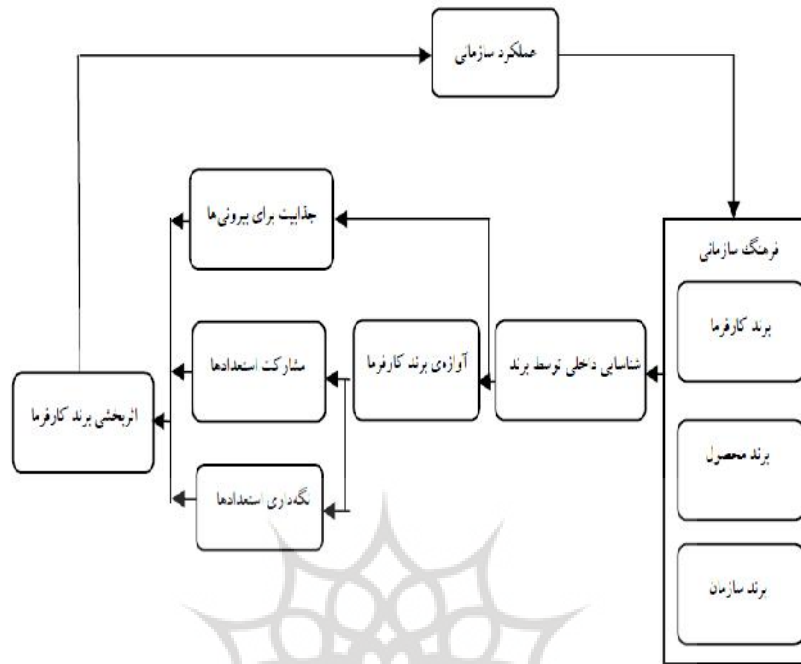 عملکرد سازمانی
فرهنگ سازمانی
برند کارفرما
برند محصول
برند سازمان
شناسایی داخلی توسط برند
آوازه‌ی برند کارفرما
جذابیت برای بیرونی‌ها
مشارکت استعدادها
نگه‌داری استعدادها
اثربخشی برند کارفرما